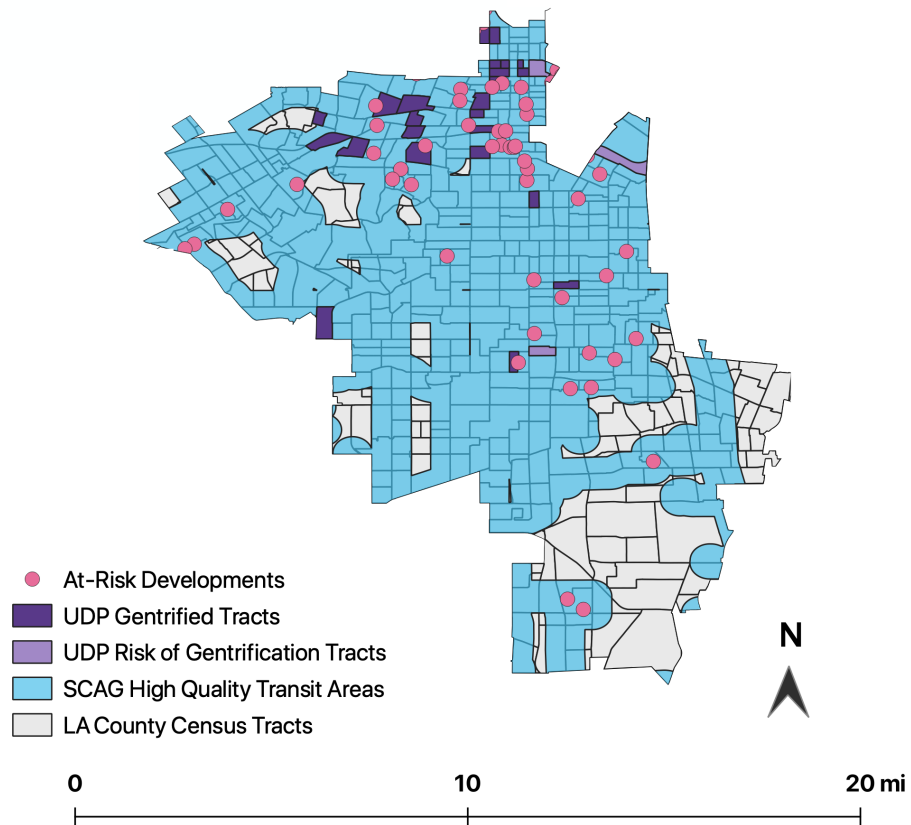 At-Risk Developments
UDP Gentrified Tracts
UDP Risk of Gentrification Tracts
SCAG High Quality Transit Areas
LA County Census Tracts
N
0 10 20 mi